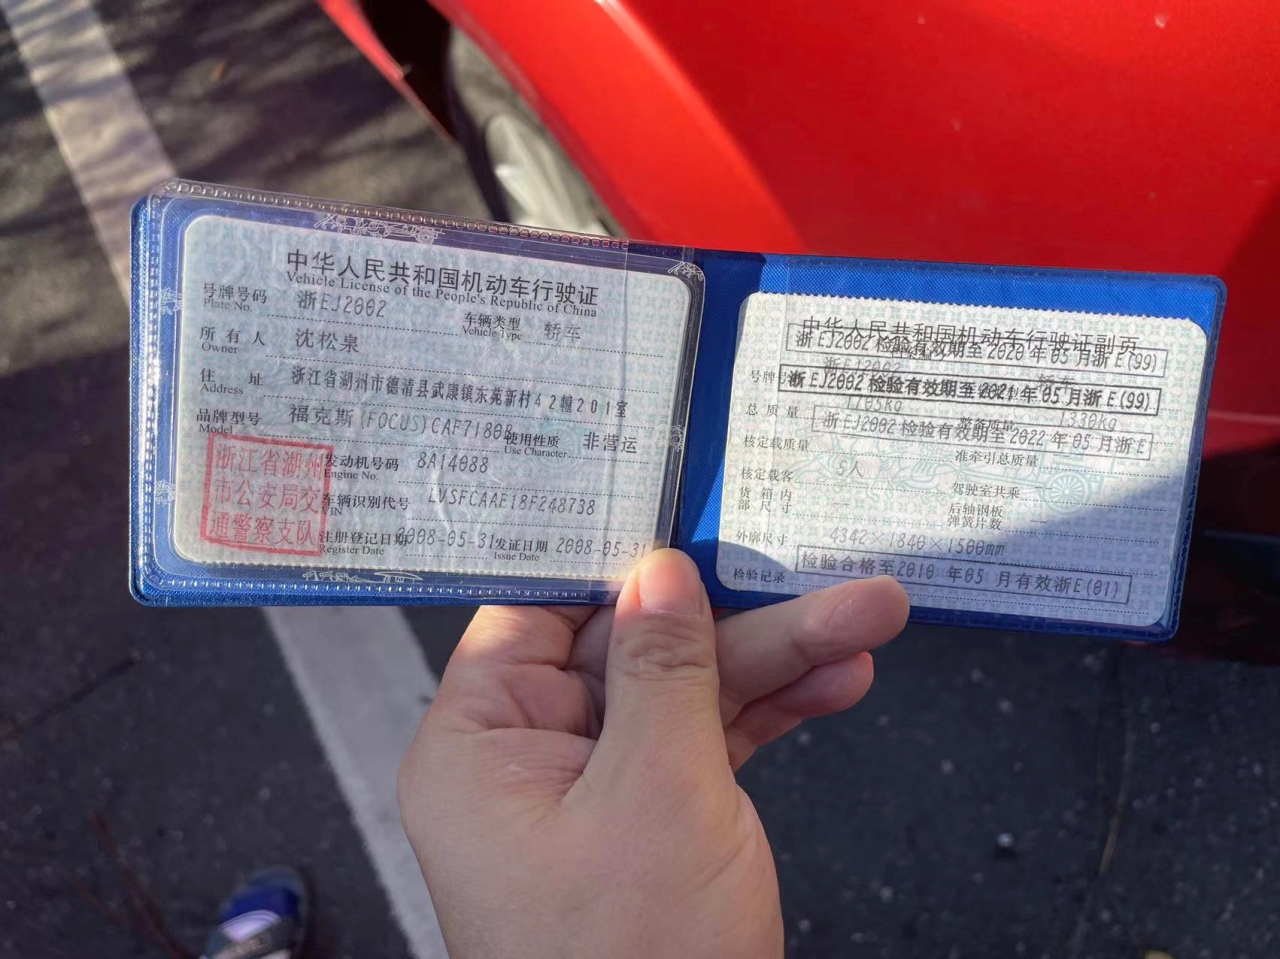 中华人民共和国机动车行驶证
Vehicle License of the People's Republic of China
号牌号码 浙EJ2002 车辆类型 轿车
Plate No. Vehicle Type
所有人 沈松泉
Owner
住址 浙江省湖州市德清县武康镇东苑新村42幢201室
Address
品牌型号 福克斯(FOCUS)CAF7180B 使用性质 非营运
Model Use Character
浙江省湖州
市公安局交
通警察支队
发动机号码 8A14088
Engine No.
车辆识别代号 LVSFCAAE18F248738
VIN
注册登记日期 2008-05-31 发证日期 2008-05-31
Register Date Issue Date
中华人民共和国机动车行驶证副页
浙EJ2002 检验有效期至2020年05月浙E(99)
号牌号 浙EJ2002 检验有效期至2021年05月浙E(99)
总质量 1705kg 整备质量 1330kg
浙EJ2002 检验有效期至2022年05月浙E
核定载质量 -- 准牵引总质量
核定载客 5人 驾驶室共乘 --
货箱内部尺寸 -- 后轴钢板弹簧片数 --
外廓尺寸 4342×1840×1500mm
检验记录 检验合格至2010年05月有效浙E(01)